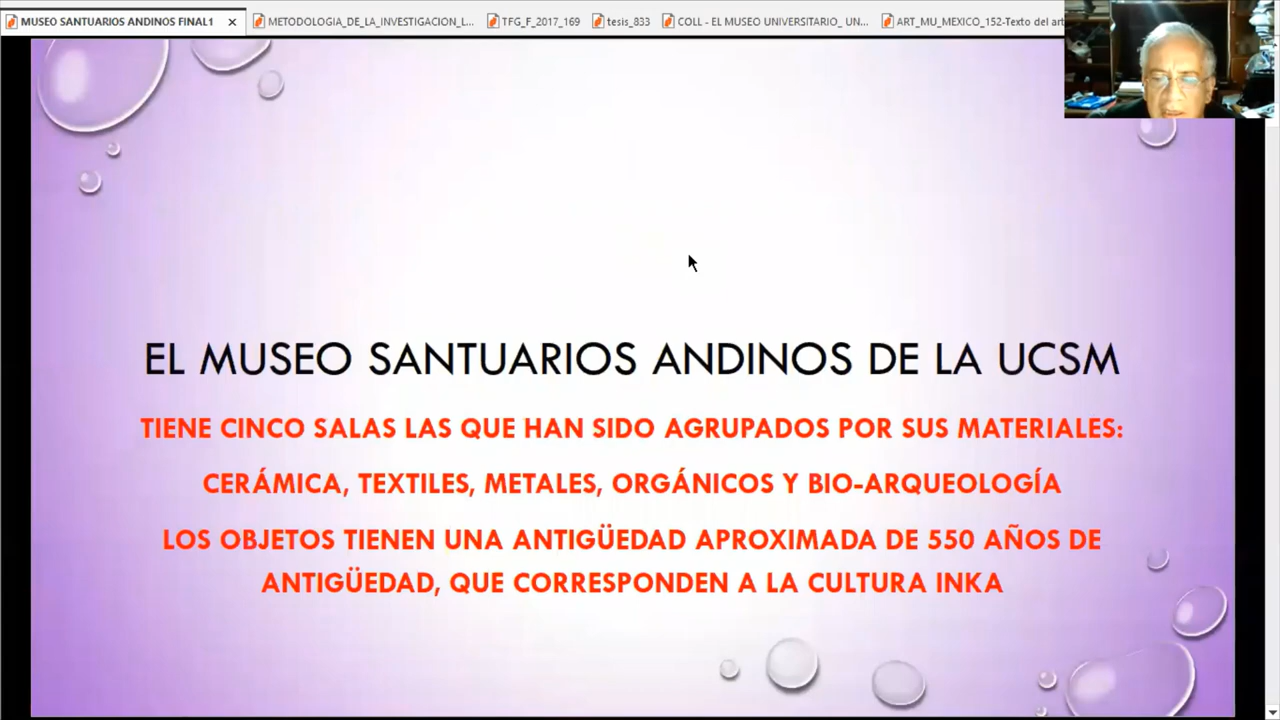 MUSEO SANTUARIOS ANDINOS FINAL1
METODOLOGIA_DE_LA_INVESTIGACION_L...
TFG_F_2017_169
tesis_833
COLL - EL MUSEO UNIVERSITARIO_ UN...
ART_MU_MEXICO_152-Texto del art
EL MUSEO SANTUARIOS ANDINOS DE LA UCSM
TIENE CINCO SALAS LAS QUE HAN SIDO AGRUPADOS POR SUS MATERIALES:
CERÁMICA, TEXTILES, METALES, ORGÁNICOS Y BIO-ARQUEOLOGÍA
LOS OBJETOS TIENEN UNA ANTIGÜEDAD APROXIMADA DE 550 AÑOS DE
ANTIGÜEDAD, QUE CORRESPONDEN A LA CULTURA INKA